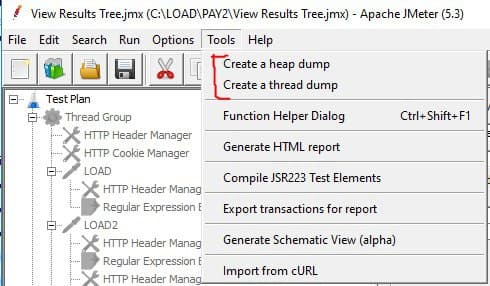 View Results Tree.jmx (C:\LOAD\PAY2\View Results Tree.jmx) - Apache JMeter (5.3)
File Edit Search Run Options Tools Help
Create a heap dump
Create a thread dump
Function Helper Dialog Ctrl+Shift+F1
Generate HTML report
Compile JSR223 Test Elements
Export transactions for report
Generate Schematic View (alpha)
Import from cURL
Test Plan
Thread Group
HTTP Header Manager
HTTP Cookie Manager
LOAD
HTTP Header Manag
Regular Expression E
LOAD2
HTTP Header Manag
Regular Expression E
HTTP Header Manag